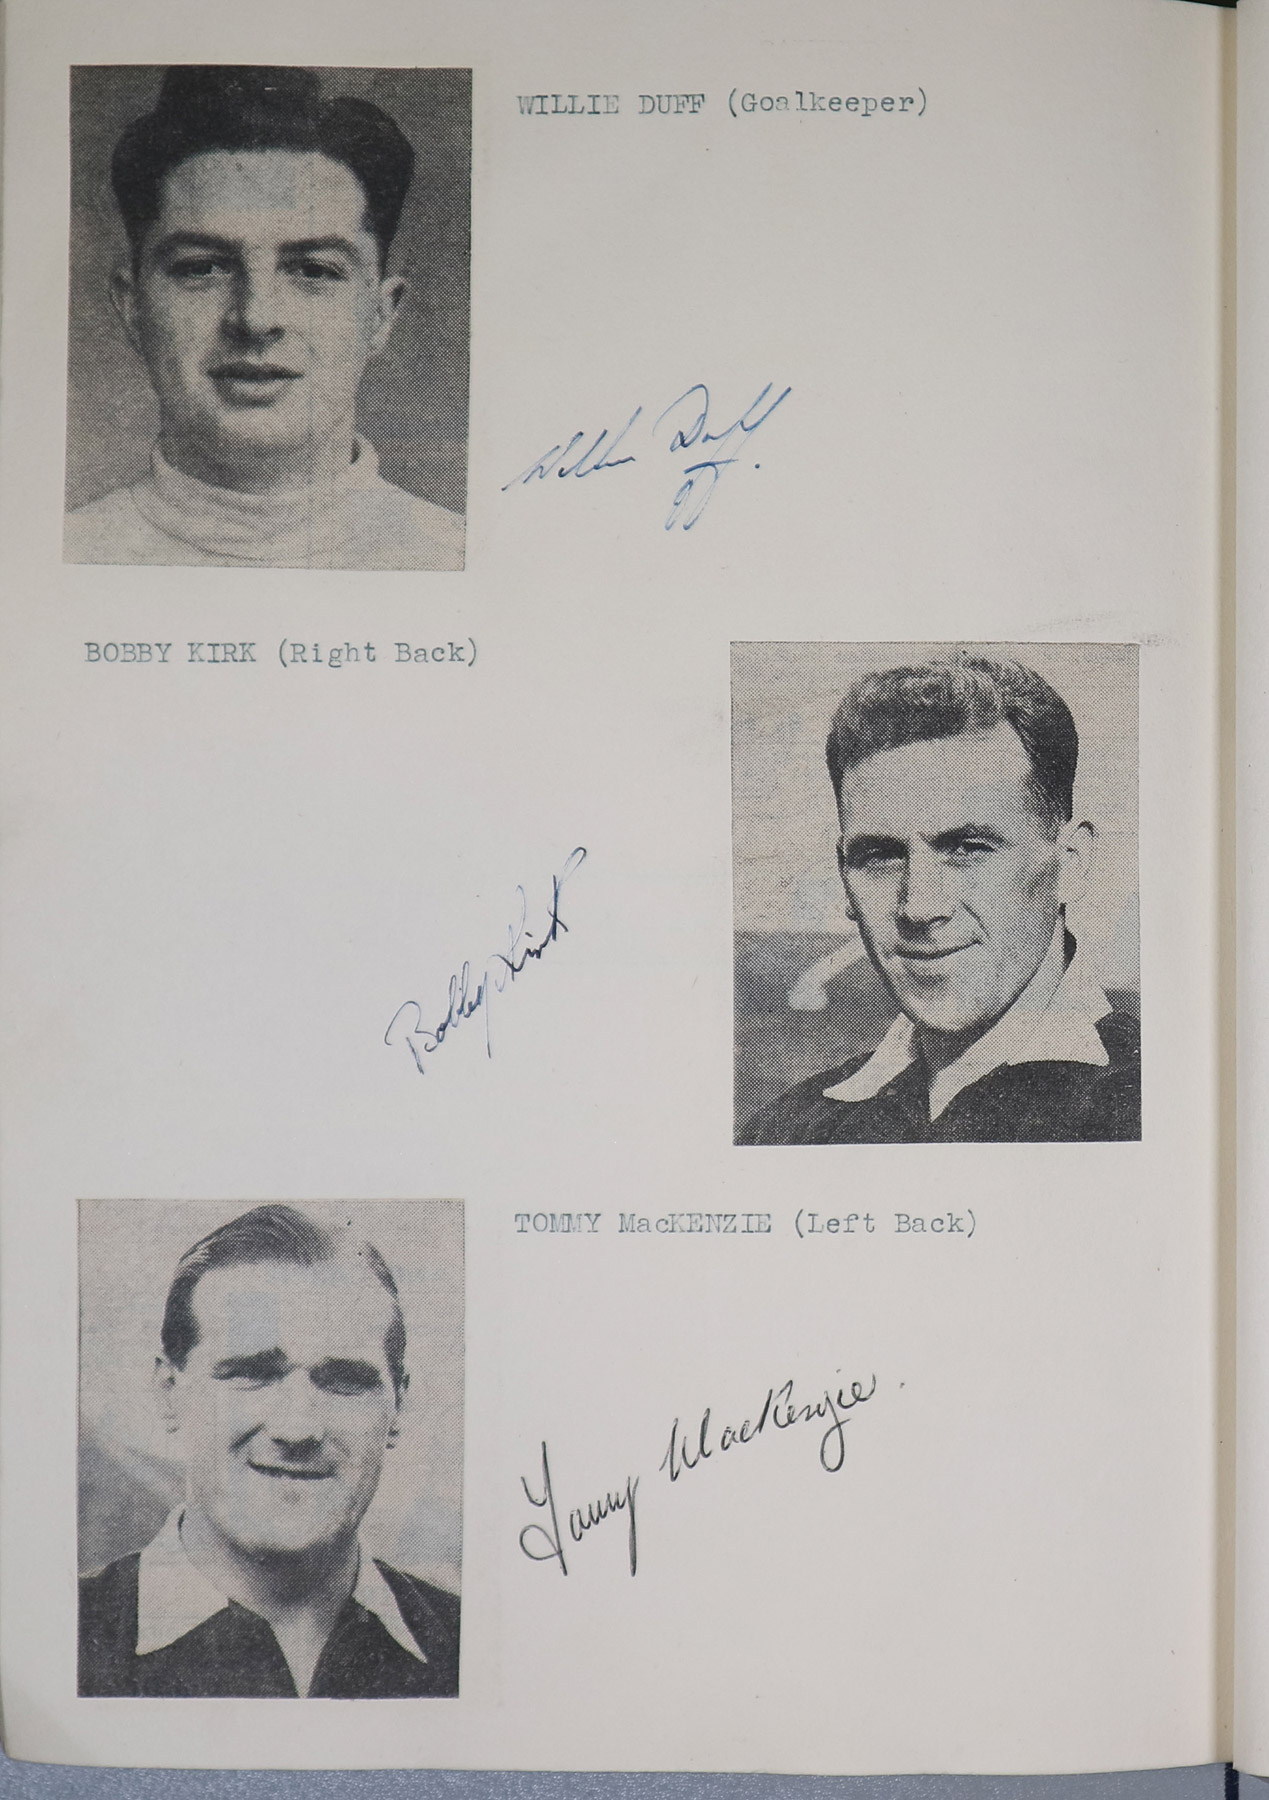 WILLIE DUFF (Goalkeeper)
Willie Duff.
BOBBY KIRK (Right Back)
Bobby Kirk
TOMMY MacKENZIE (Left Back)
Tommy MacKenzie.